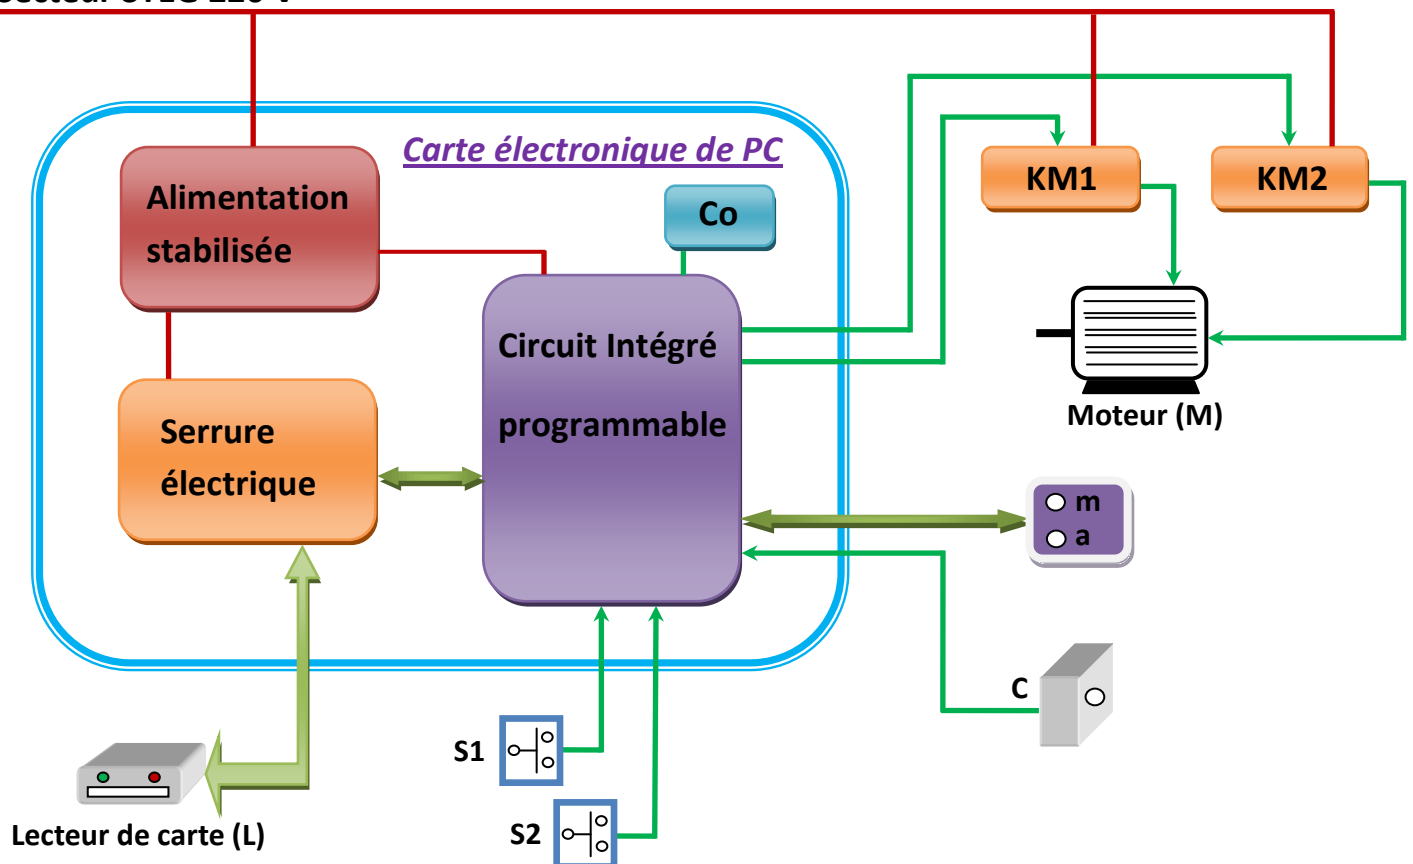 Carte électronique de PC
Alimentation
stabilisée
Co
KM1
KM2
Circuit Intégré
programmable
Moteur (M)
Serrure
électrique
m
a
C
S1
S2
Lecteur de carte (L)